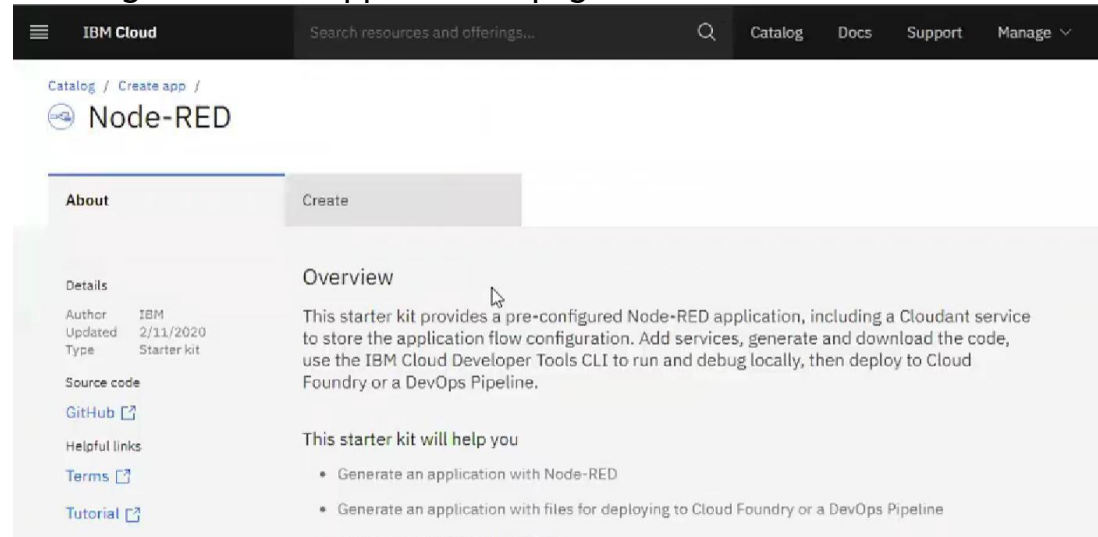 IBM Cloud
Search resources and offerings...
Catalog
Docs
Support
Manage
Catalog / Create app /
Node-RED
About
Create
Details
Author IBM
Updated 2/11/2020
Type Starter kit
Source code
GitHub
Helpful links
Terms
Tutorial
Overview
This starter kit provides a pre-configured Node-RED application, including a Cloudant service
to store the application flow configuration. Add services, generate and download the code,
use the IBM Cloud Developer Tools CLI to run and debug locally, then deploy to Cloud
Foundry or a DevOps Pipeline.
This starter kit will help you
• Generate an application with Node-RED
• Generate an application with files for deploying to Cloud Foundry or a DevOps Pipeline